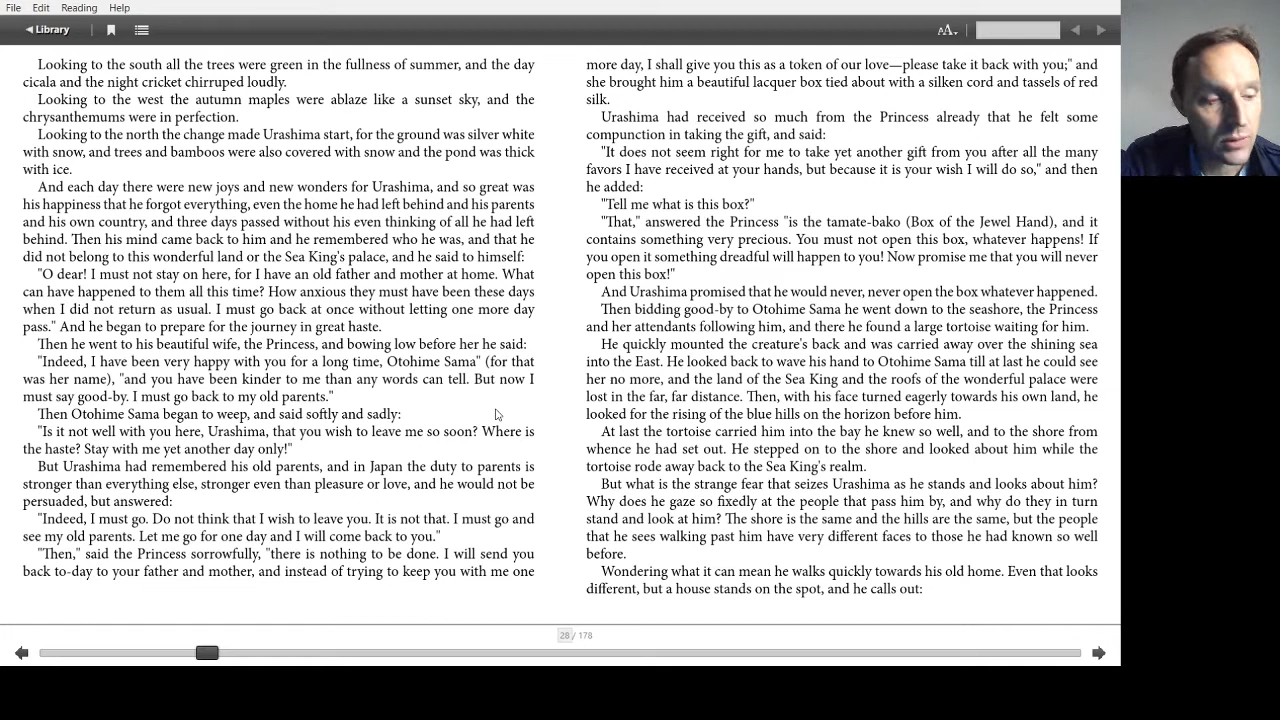 File Edit Reading Help
Library
AA
Looking to the south all the trees were green in the fullness of summer, and the day
cicala and the night cricket chirruped loudly.
Looking to the west the autumn maples were ablaze like a sunset sky, and the
chrysanthemums were in perfection.
Looking to the north the change made Urashima start, for the ground was silver white
with snow, and trees and bamboos were also covered with snow and the pond was thick
with ice.
And each day there were new joys and new wonders for Urashima, and so great was
his happiness that he forgot everything, even the home he had left behind and his parents
and his own country, and three days passed without his even thinking of all he had left
behind. Then his mind came back to him and he remembered who he was, and that he
did not belong to this wonderful land or the Sea King's palace, and he said to himself:
"O dear! I must not stay on here, for I have an old father and mother at home. What
can have happened to them all this time? How anxious they must have been these days
when I did not return as usual. I must go back at once without letting one more day
pass." And he began to prepare for the journey in great haste.
Then he went to his beautiful wife, the Princess, and bowing low before her he said:
"Indeed, I have been very happy with you for a long time, Otohime Sama" (for that
was her name), "and you have been kinder to me than any words can tell. But now I
must say good-by. I must go back to my old parents."
Then Otohime Sama began to weep, and said softly and sadly:
"Is it not well with you here, Urashima, that you wish to leave me so soon? Where is
the haste? Stay with me yet another day only!"
But Urashima had remembered his old parents, and in Japan the duty to parents is
stronger than everything else, stronger even than pleasure or love, and he would not be
persuaded, but answered:
"Indeed, I must go. Do not think that I wish to leave you. It is not that. I must go and
see my old parents. Let me go for one day and I will come back to you."
"Then," said the Princess sorrowfully, "there is nothing to be done. I will send you
back to-day to your father and mother, and instead of trying to keep you with me one
more day, I shall give you this as a token of our love—please take it back with you;" and
she brought him a beautiful lacquer box tied about with a silken cord and tassels of red
silk.
Urashima had received so much from the Princess already that he felt some
compunction in taking the gift, and said:
"It does not seem right for me to take yet another gift from you after all the many
favors I have received at your hands, but because it is your wish I will do so," and then
he added:
"Tell me what is this box?"
"That," answered the Princess "is the tamate-bako (Box of the Jewel Hand), and it
contains something very precious. You must not open this box, whatever happens! If
you open it something dreadful will happen to you! Now promise me that you will never
open this box!"
And Urashima promised that he would never, never open the box whatever happened.
Then bidding good-by to Otohime Sama he went down to the seashore, the Princess
and her attendants following him, and there he found a large tortoise waiting for him.
He quickly mounted the creature's back and was carried away over the shining sea
into the East. He looked back to wave his hand to Otohime Sama till at last he could see
her no more, and the land of the Sea King and the roofs of the wonderful palace were
lost in the far, far distance. Then, with his face turned eagerly towards his own land, he
looked for the rising of the blue hills on the horizon before him.
At last the tortoise carried him into the bay he knew so well, and to the shore from
whence he had set out. He stepped on to the shore and looked about him while the
tortoise rode away back to the Sea King's realm.
But what is the strange fear that seizes Urashima as he stands and looks about him?
Why does he gaze so fixedly at the people that pass him by, and why do they in turn
stand and look at him? The shore is the same and the hills are the same, but the people
that he sees walking past him have very different faces to those he had known so well
before.
Wondering what it can mean he walks quickly towards his old home. Even that looks
different, but a house stands on the spot, and he calls out:
28 / 178